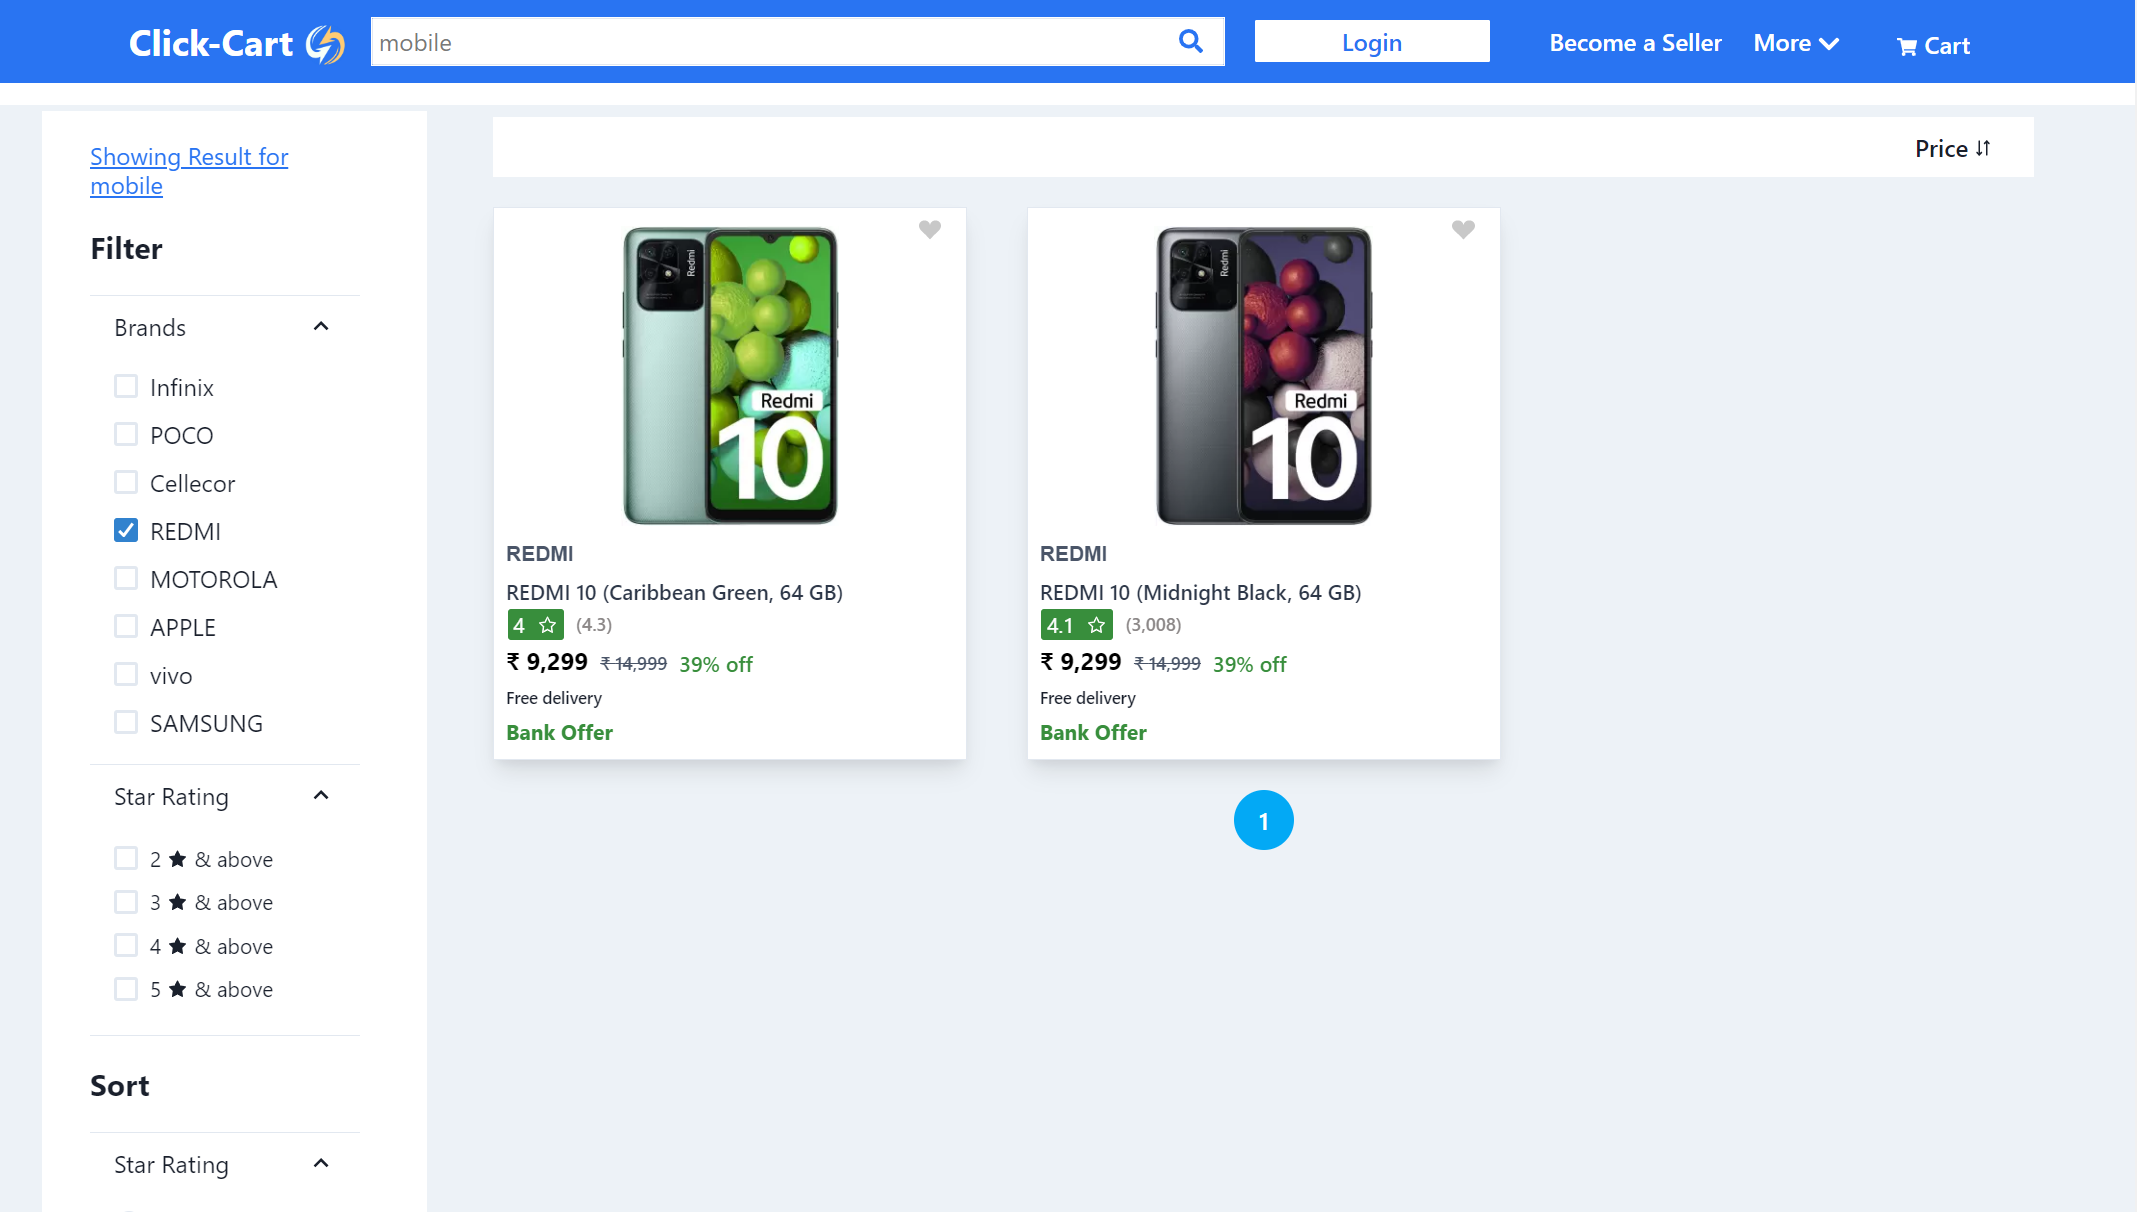 Click-Cart
mobile
Login
Become a Seller
More
Cart
Showing Result for
mobile
Filter
Brands
Infinix
POCO
Cellecor
REDMI
MOTOROLA
APPLE
vivo
SAMSUNG
Star Rating
2 ★ & above
3 ★ & above
4 ★ & above
5 ★ & above
Sort
Star Rating
Price
Redmi
Redmi
10
REDMI
REDMI 10 (Caribbean Green, 64 GB)
4 ☆ (4.3)
₹ 9,299 ₹ 14,999 39% off
Free delivery
Bank Offer
Redmi
Redmi
10
REDMI
REDMI 10 (Midnight Black, 64 GB)
4.1 ☆ (3,008)
₹ 9,299 ₹ 14,999 39% off
Free delivery
Bank Offer
1